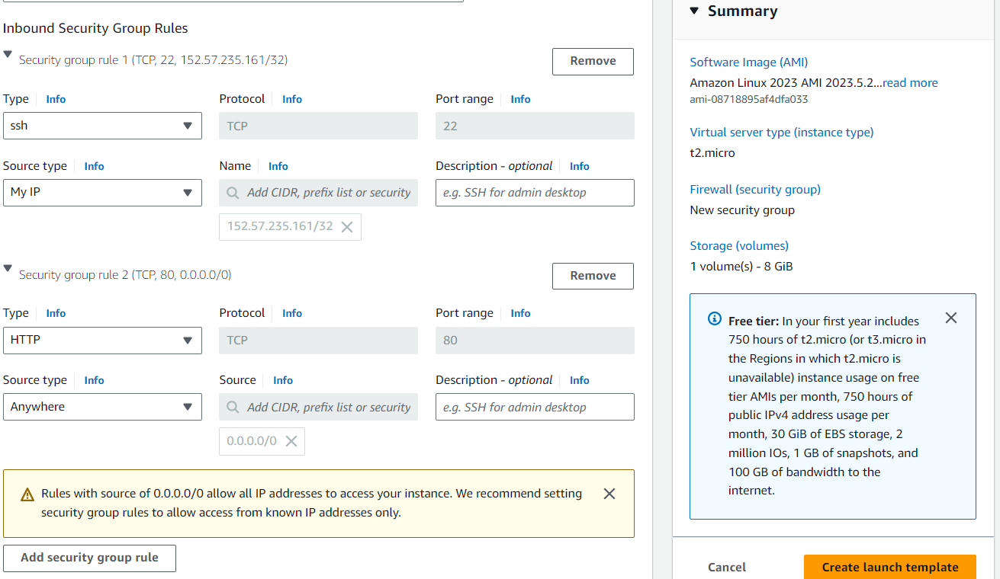 Inbound Security Group Rules
Security group rule 1 (TCP, 22, 152.57.235.161/32)
Remove
Type Info
Protocol Info
Port range Info
ssh
TCP
22
Source type Info
Name Info
Description - optional Info
My IP
Add CIDR, prefix list or security
e.g. SSH for admin desktop
152.57.235.161/32
Security group rule 2 (TCP, 80, 0.0.0.0/0)
Remove
Type Info
Protocol Info
Port range Info
HTTP
TCP
80
Source type Info
Source Info
Description - optional Info
Anywhere
Add CIDR, prefix list or security
e.g. SSH for admin desktop
0.0.0.0/0
Rules with source of 0.0.0.0/0 allow all IP addresses to access your instance. We recommend setting
security group rules to allow access from known IP addresses only.
Add security group rule
Summary
Software Image (AMI)
Amazon Linux 2023 AMI 2023.5.2...read more
ami-08718895af4dfa033
Virtual server type (instance type)
t2.micro
Firewall (security group)
New security group
Storage (volumes)
1 volume(s) - 8 GiB
Free tier: In your first year includes
750 hours of t2.micro (or t3.micro in
the Regions in which t2.micro is
unavailable) instance usage on free
tier AMIs per month, 750 hours of
public IPv4 address usage per
month, 30 GiB of EBS storage, 2
million IOs, 1 GB of snapshots, and
100 GB of bandwidth to the
internet.
Cancel
Create launch template